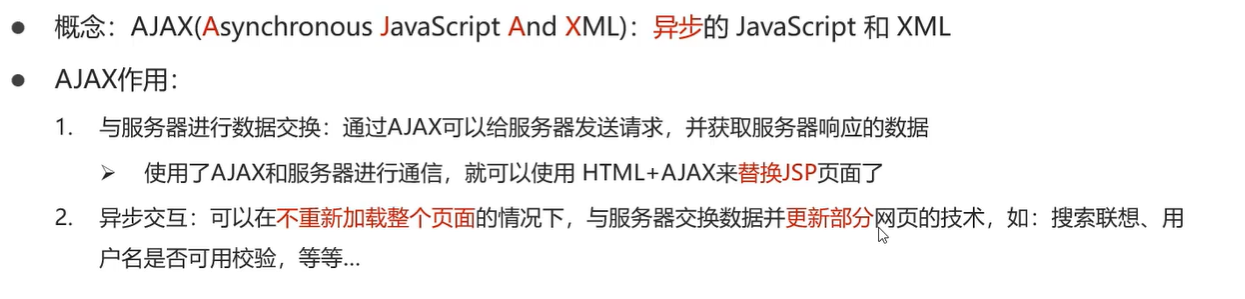 ● 概念：AJAX(Asynchronous JavaScript And XML)：异步的 JavaScript 和 XML
● AJAX作用：
1. 与服务器进行数据交换：通过AJAX可以给服务器发送请求，并获取服务器响应的数据
➢ 使用了AJAX和服务器进行通信，就可以使用 HTML+AJAX来替换JSP页面了
2. 异步交互：可以在不重新加载整个页面的情况下，与服务器交换数据并更新部分网页的技术，如：搜索联想、用
户名是否可用校验，等等...